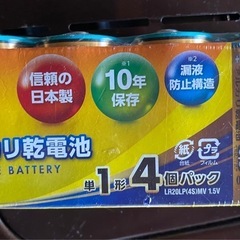 信頼の
日本製
※1
10年
保存
※2
漏液
防止構造
リ乾電池
E BATTERY
単1形4個パック
紙
台紙
プラ
フィルム
LR20LP(4S)MV 1.5V